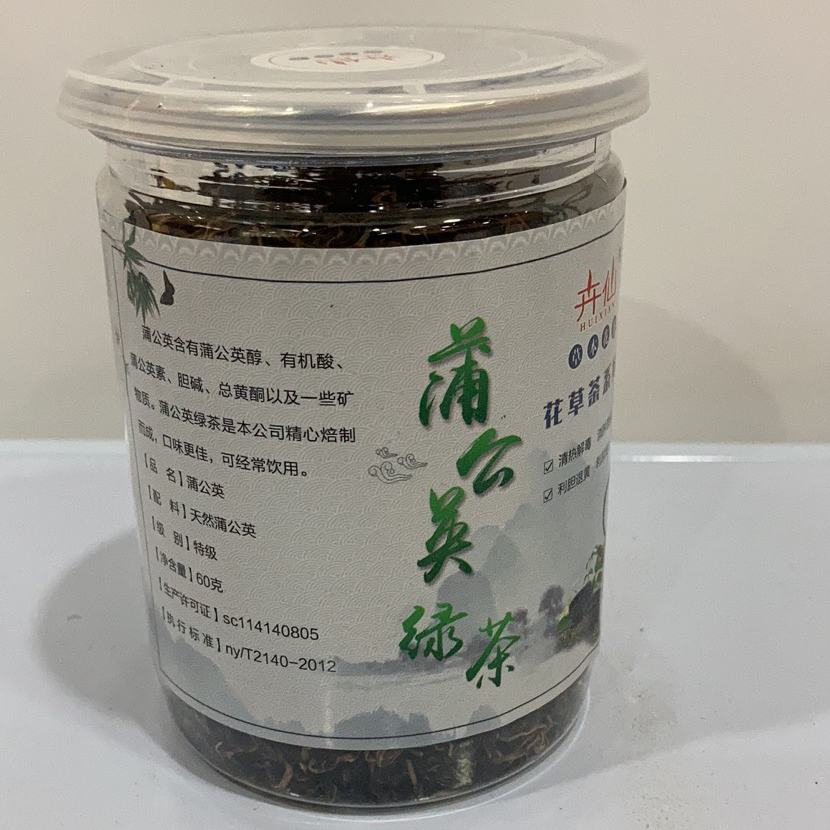 蒲公英含有蒲公英醇、有机酸、
蒲公英素、胆碱、总黄酮以及一些矿
物质。蒲公英绿茶是本公司精心焙制
而成，口味更佳，可经常饮用。
【品 名】蒲公英
【配 料】天然蒲公英
【级 别】特级
【净含量】60克
【生产许可证】sc114140805
【执行标准】ny/T2140-2012
蒲公英
绿茶
卉仙
HUIXIAN
花草茶
清热解毒
利胆退黄